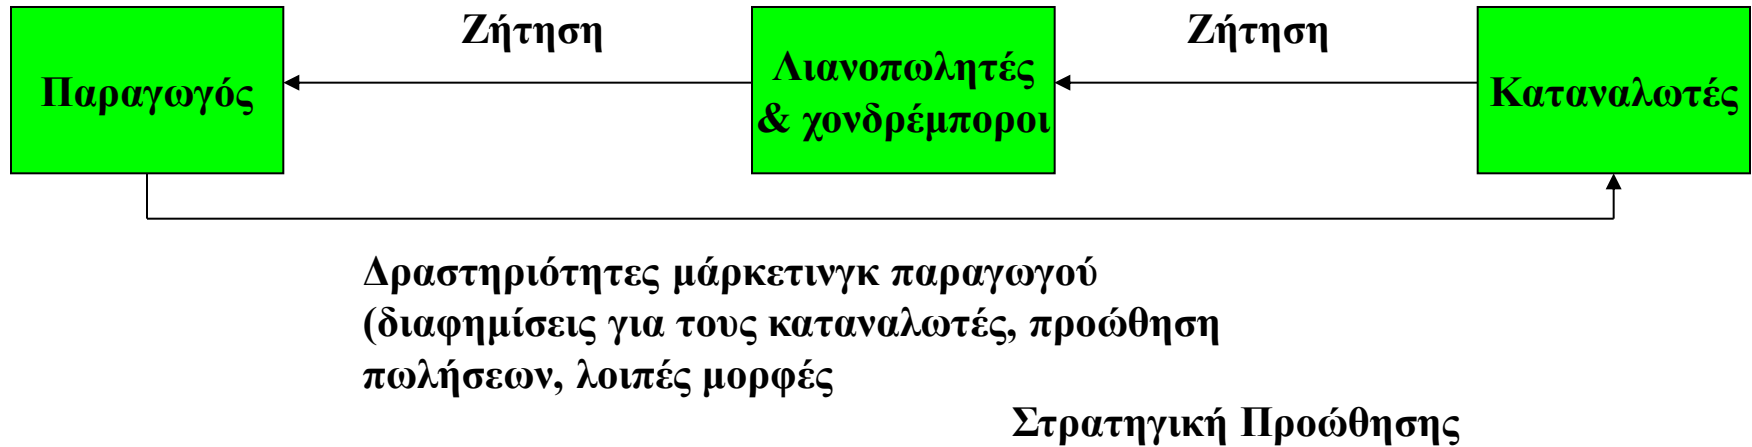 Ζήτηση
Ζήτηση
Παραγωγός
Λιανοπωλητές
& χονδρέμποροι
Καταναλωτές
Δραστηριότητες μάρκετινγκ παραγωγού
(διαφημίσεις για τους καταναλωτές, προώθηση
πωλήσεων, λοιπές μορφές
Στρατηγική Προώθησης